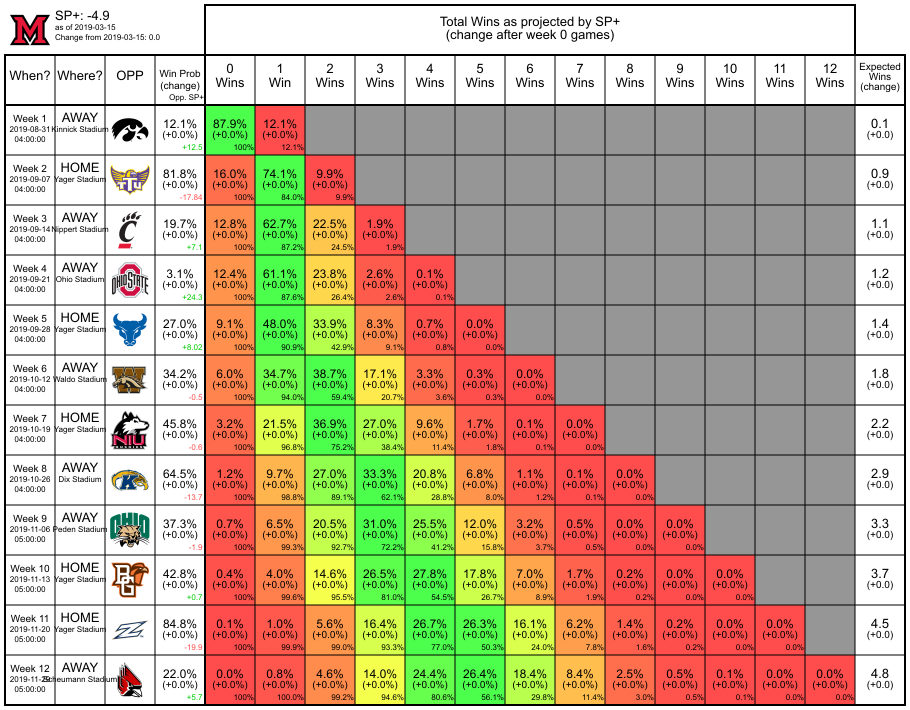 SP+: -4.9
as of 2019-03-15
Change from 2019-03-15: 0.0
Total Wins as projected by SP+
(change after week 0 games)
When? Where? OPP Win Prob (change) Opp. SP+ 0 Wins 1 Win 2 Wins 3 Wins 4 Wins 5 Wins 6 Wins 7 Wins 8 Wins 9 Wins 10 Wins 11 Wins 12 Wins Expected Wins (change)
Week 1 AWAY 12.1% 87.9% 12.1% 0.1
2019-08-31 Kinnick Stadium (+0.0%) (+0.0%) (+0.0%) (+0.0)
04:00:00 +12.5 100% 12.1%
Week 2 HOME 81.8% 16.0% 74.1% 9.9% 0.9
2019-09-07 Yager Stadium (+0.0%) (+0.0%) (+0.0%) (+0.0%) (+0.0)
04:00:00 -17.84 100% 84.0% 9.9%
Week 3 AWAY C 19.7% 12.8% 62.7% 22.5% 1.9% 1.1
2019-09-14 Nippert Stadium (+0.0%) (+0.0%) (+0.0%) (+0.0%) (+0.0%) (+0.0)
04:00:00 +7.1 100% 87.2% 24.5% 1.9%
Week 4 AWAY OHIO STATE 3.1% 12.4% 61.1% 23.8% 2.6% 0.1% 1.2
2019-09-21 Ohio Stadium (+0.0%) (+0.0%) (+0.0%) (+0.0%) (+0.0%) (+0.0%) (+0.0)
04:00:00 +24.3 100% 87.6% 26.4% 2.6% 0.1%
Week 5 HOME 27.0% 9.1% 48.0% 33.9% 8.3% 0.7% 0.0% 1.4
2019-09-28 Yager Stadium (+0.0%) (+0.0%) (+0.0%) (+0.0%) (+0.0%) (+0.0%) (+0.0%) (+0.0)
04:00:00 +8.02 100% 90.9% 42.9% 9.1% 0.8% 0.0%
Week 6 AWAY W 34.2% 6.0% 34.7% 38.7% 17.1% 3.3% 0.3% 0.0% 1.8
2019-10-12 Waldo Stadium (+0.0%) (+0.0%) (+0.0%) (+0.0%) (+0.0%) (+0.0%) (+0.0%) (+0.0%) (+0.0)
04:00:00 -0.5 100% 94.0% 59.4% 20.7% 3.6% 0.3% 0.0%
Week 7 HOME NIU 45.8% 3.2% 21.5% 36.9% 27.0% 9.6% 1.7% 0.1% 0.0% 2.2
2019-10-19 Yager Stadium (+0.0%) (+0.0%) (+0.0%) (+0.0%) (+0.0%) (+0.0%) (+0.0%) (+0.0%) (+0.0%) (+0.0)
04:00:00 -0.6 100% 96.8% 75.2% 38.4% 11.4% 1.8% 0.1% 0.0%
Week 8 AWAY K 64.5% 1.2% 9.7% 27.0% 33.3% 20.8% 6.8% 1.1% 0.1% 0.0% 2.9
2019-10-26 Dix Stadium (+0.0%) (+0.0%) (+0.0%) (+0.0%) (+0.0%) (+0.0%) (+0.0%) (+0.0%) (+0.0%) (+0.0%) (+0.0)
04:00:00 -13.7 100% 98.8% 89.1% 62.1% 28.8% 8.0% 1.2% 0.1% 0.0%
Week 9 AWAY OHIO 37.3% 0.7% 6.5% 20.5% 31.0% 25.5% 12.0% 3.2% 0.5% 0.0% 0.0% 3.3
2019-11-06 Peden Stadium (+0.0%) (+0.0%) (+0.0%) (+0.0%) (+0.0%) (+0.0%) (+0.0%) (+0.0%) (+0.0%) (+0.0%) (+0.0%) (+0.0)
05:00:00 -1.9 100% 99.3% 92.7% 72.2% 41.2% 15.8% 3.7% 0.5% 0.0% 0.0%
Week 10 HOME BG 42.8% 0.4% 4.0% 14.6% 26.5% 27.8% 17.8% 7.0% 1.7% 0.2% 0.0% 0.0% 3.7
2019-11-13 Yager Stadium (+0.0%) (+0.0%) (+0.0%) (+0.0%) (+0.0%) (+0.0%) (+0.0%) (+0.0%) (+0.0%) (+0.0%) (+0.0%) (+0.0%) (+0.0)
05:00:00 +0.7 100% 99.6% 95.5% 81.0% 54.5% 26.7% 8.9% 1.9% 0.2% 0.0% 0.0%
Week 11 HOME Z 84.8% 0.1% 1.0% 5.6% 16.4% 26.7% 26.3% 16.1% 6.2% 1.4% 0.2% 0.0% 0.0% 4.5
2019-11-20 Yager Stadium (+0.0%) (+0.0%) (+0.0%) (+0.0%) (+0.0%) (+0.0%) (+0.0%) (+0.0%) (+0.0%) (+0.0%) (+0.0%) (+0.0%) (+0.0%) (+0.0)
05:00:00 -19.9 100% 99.9% 99.0% 93.3% 77.0% 50.3% 24.0% 7.8% 1.6% 0.2% 0.0% 0.0%
Week 12 AWAY 22.0% 0.0% 0.8% 4.6% 14.0% 24.4% 26.4% 18.4% 8.4% 2.5% 0.5% 0.1% 0.0% 0.0% 4.8
Scheumann Stadium (+0.0%) (+0.0%) (+0.0%) (+0.0%) (+0.0%) (+0.0%) (+0.0%) (+0.0%) (+0.0%) (+0.0%) (+0.0%) (+0.0%) (+0.0%) (+0.0%) (+0.0)
05:00:00 +5.7 100% 100.0% 99.2% 94.6% 80.6% 56.1% 29.8% 11.4% 3.0% 0.5% 0.1% 0.0% 0.0%